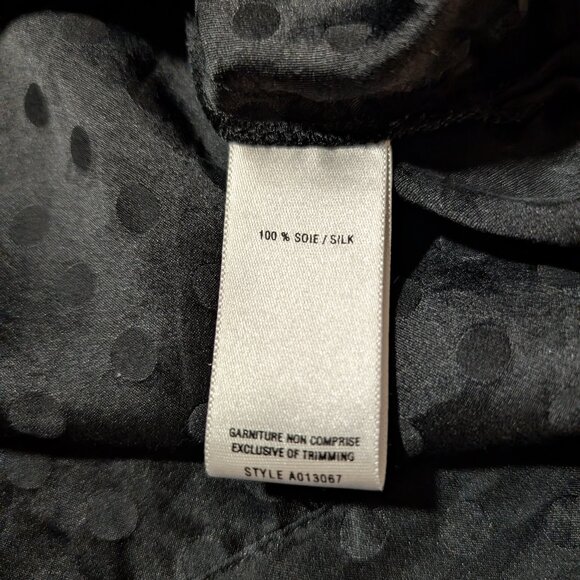 100 % SOIE / SILK
GARNITURE NON COMPRISE
EXCLUSIVE OF TRIMMING
STYLE A013067